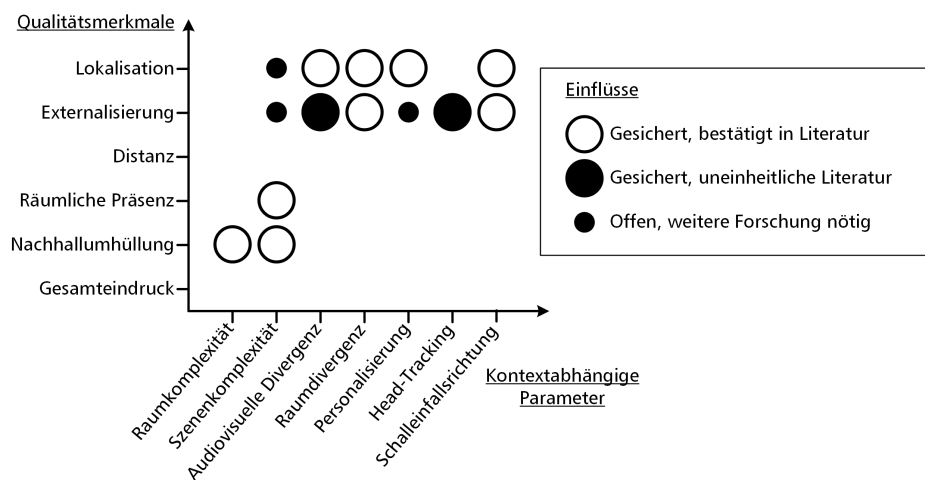 Qualitätsmerkmale
Lokalisation
Externalisierung
Distanz
Räumliche Präsenz
Nachhallumhüllung
Gesamteindruck
Raumkomplexität
Szenenkomplexität
Audiovisuelle Divergenz
Raumdivergenz
Personalisierung
Head-Tracking
Schalleinfallsrichtung
Kontextabhängige
Parameter
Einflüsse
Gesichert, bestätigt in Literatur
Gesichert, uneinheitliche Literatur
Offen, weitere Forschung nötig